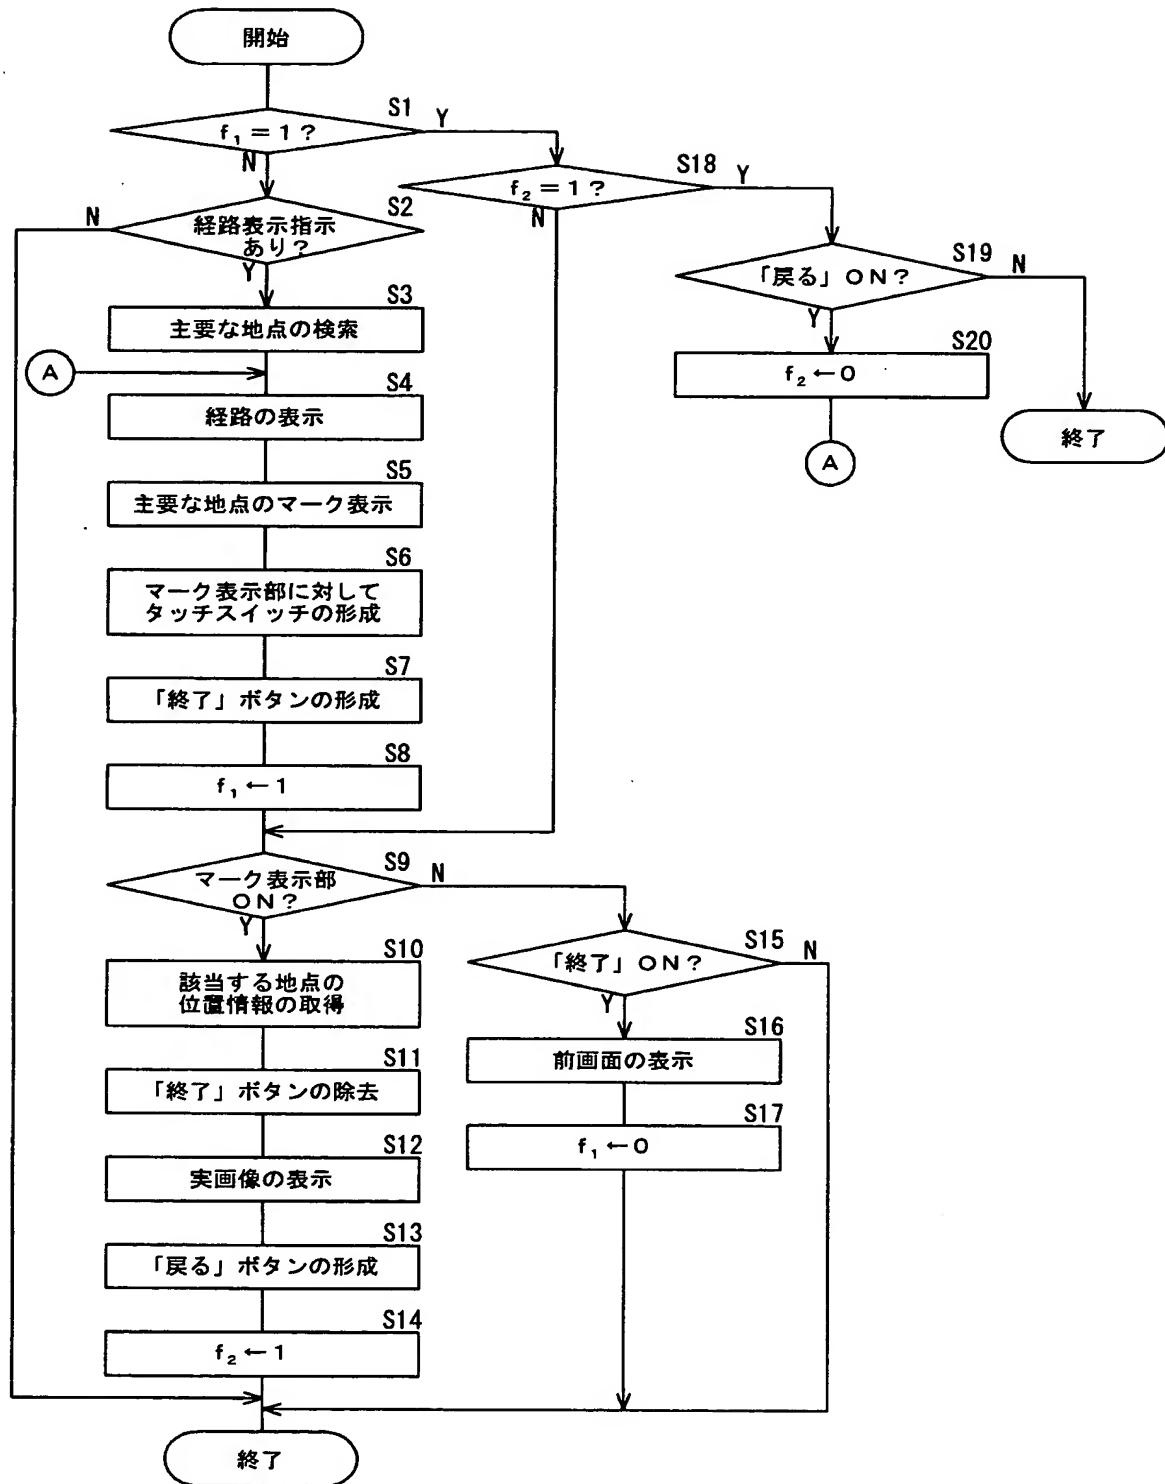 開始
S1
f₁=1?
Y
N
S18
f₂=1?
Y
N
S2
経路表示指示
あり?
N
Y
S19
「戻る」ON?
N
Y
S3
主要な地点の検索
S20
f₂←0
A
S4
経路の表示
終了
A
S5
主要な地点のマーク表示
S6
マーク表示部に対して
タッチスイッチの形成
S7
「終了」ボタンの形成
S8
f₁←1
S9
マーク表示部
ON?
N
Y
S15
「終了」ON?
N
Y
S10
該当する地点の
位置情報の取得
S16
前画面の表示
S11
「終了」ボタンの除去
S17
f₁←0
S12
実画像の表示
S13
「戻る」ボタンの形成
S14
f₂←1
終了